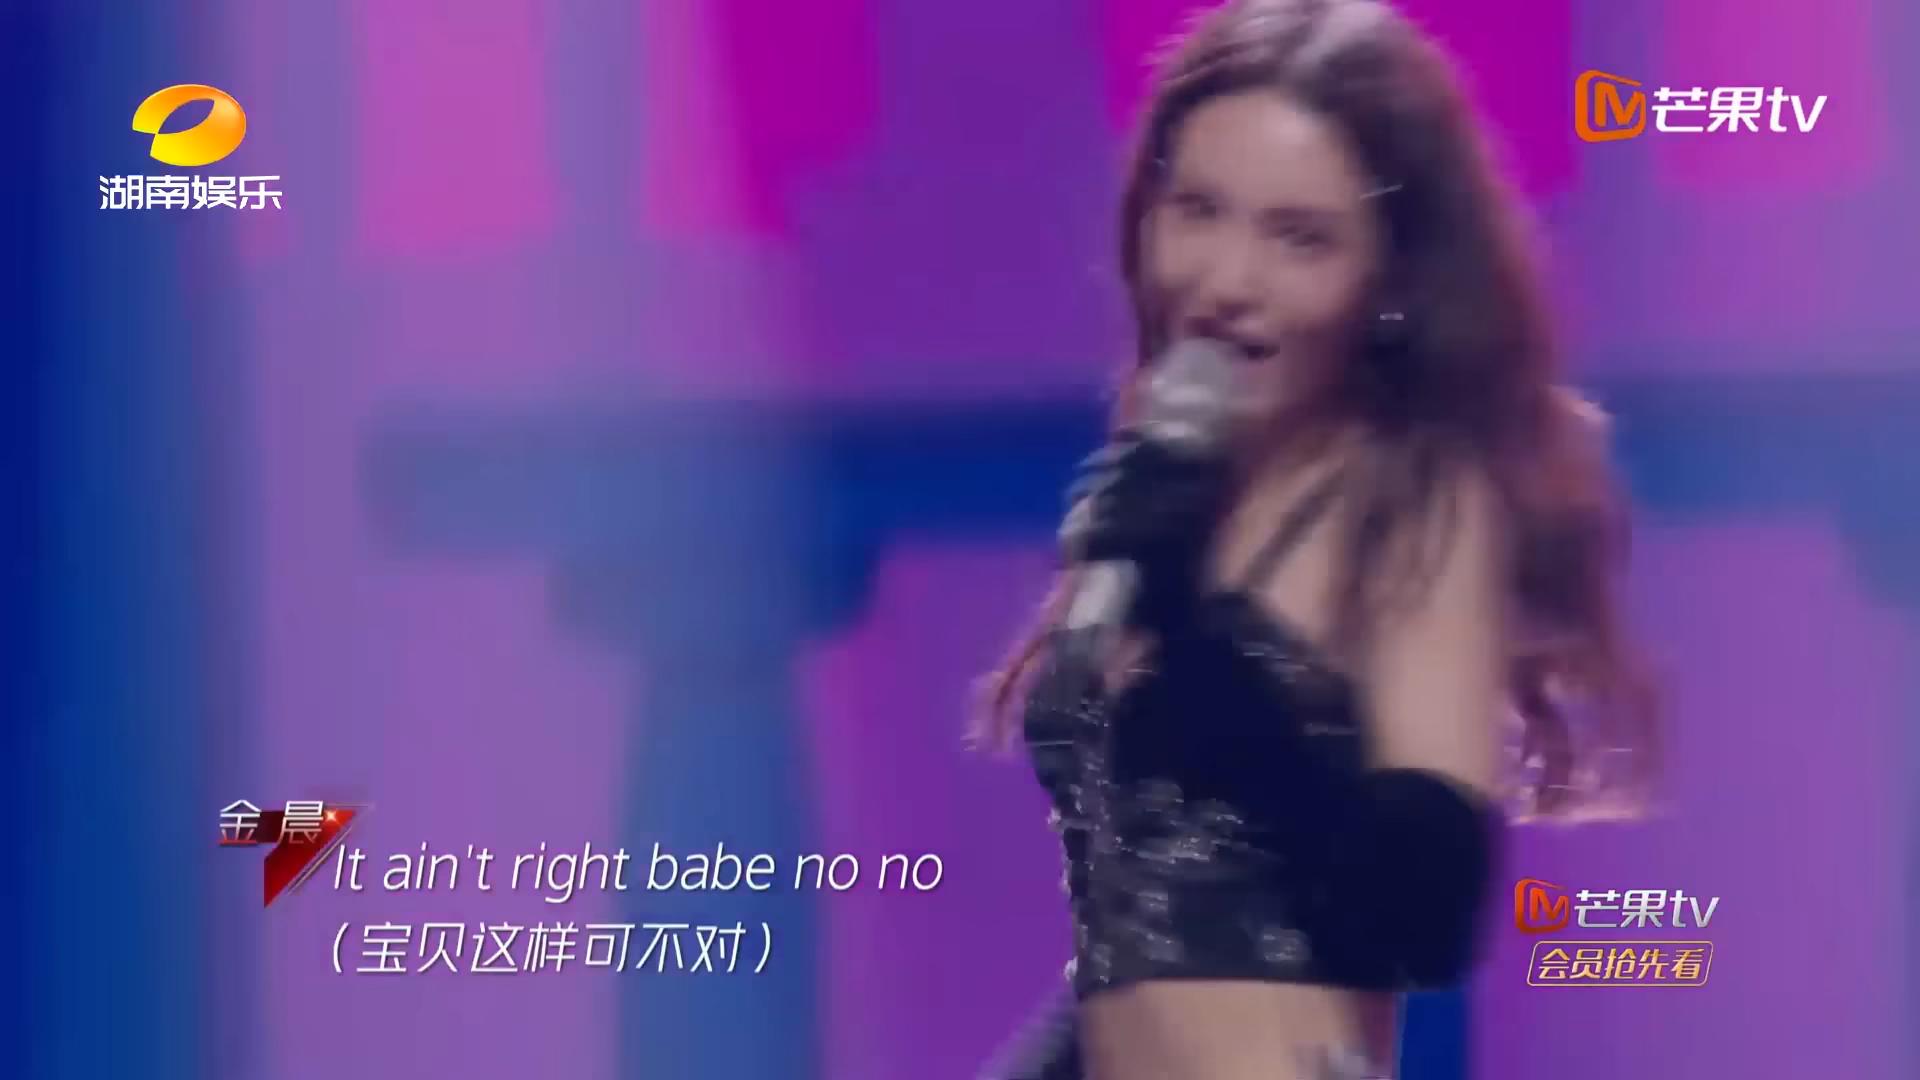 湖南娱乐
芒果tv
金晨
It ain't right babe no no
（宝贝这样可不对）
芒果tv
会员抢先看